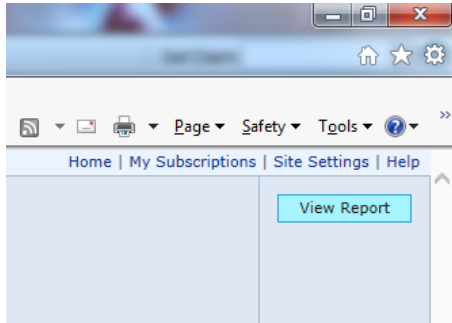 Page Safety Tools
Home | My Subscriptions | Site Settings | Help
View Report